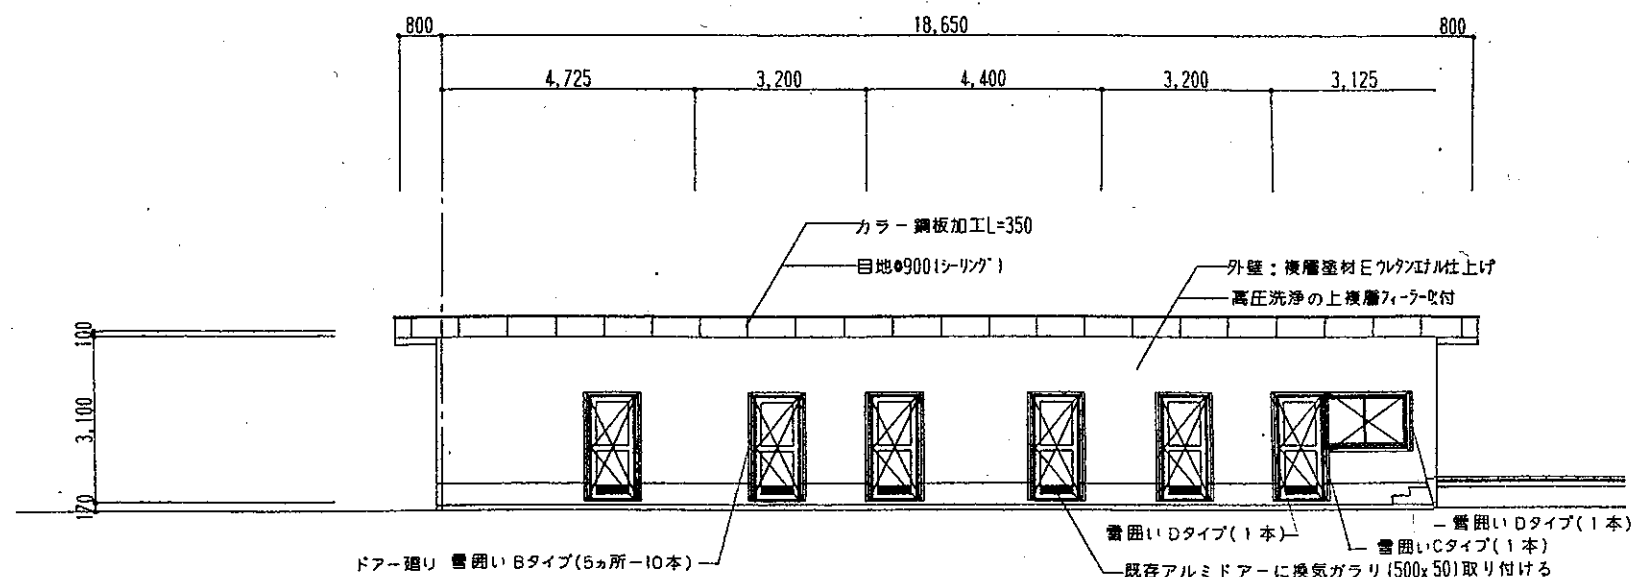 800 18,650 800
4,725 3,200 4,400 3,200 3,125
カラー鋼板加工L=350
目地@900(シーリング)
外壁：複層塗材Eウレタンエナメル仕上げ
高圧洗浄の上複層フィーラー吹付
100
3,100
170
ドアー廻り 雪囲いBタイプ(5ヵ所-10本)
雪囲いDタイプ(1本)
雪囲いDタイプ(1本)
雪囲いCタイプ(1本)
既存アルミドアーに換気ガラリ(500x50)取り付ける